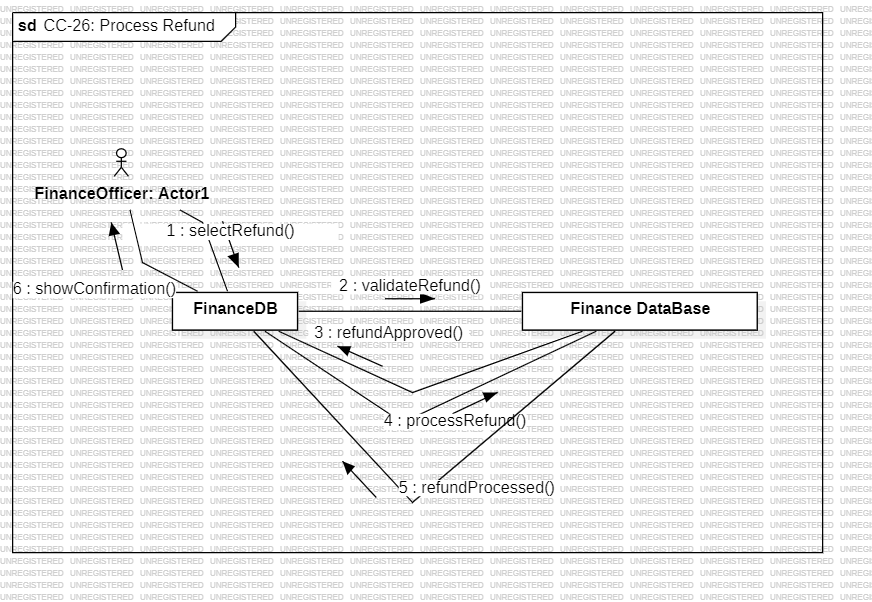 sd CC-26: Process Refund
FinanceOfficer: Actor1
1 : selectRefund()
6 : showConfirmation()
2 : validateRefund()
FinanceDB
Finance DataBase
3 : refundApproved()
4 : processRefund()
5 : refundProcessed()
UNREGISTERED